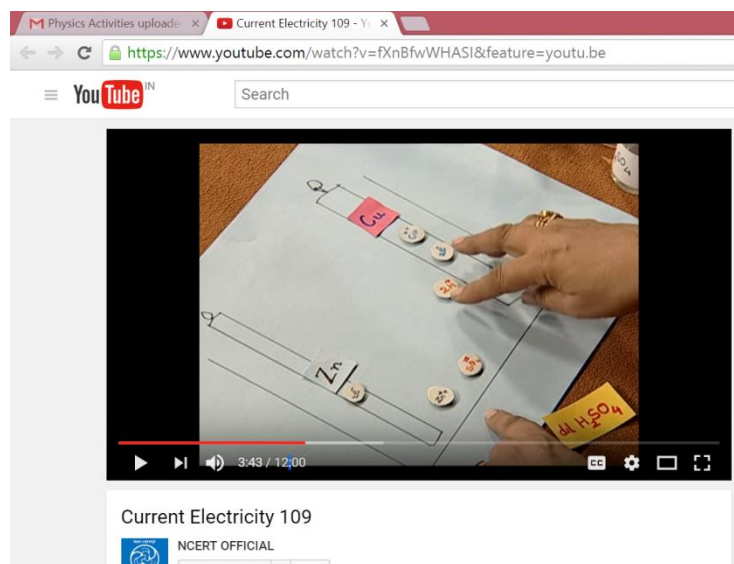 Physics Activities uploade
Current Electricity 109 - Yo
https://www.youtube.com/watch?v=fXnBfwWHASI&feature=youtu.be
YouTube IN
Search
Cu
Zn
dil H2SO4
3:43 / 12:00
CC
Current Electricity 109
NCERT OFFICIAL